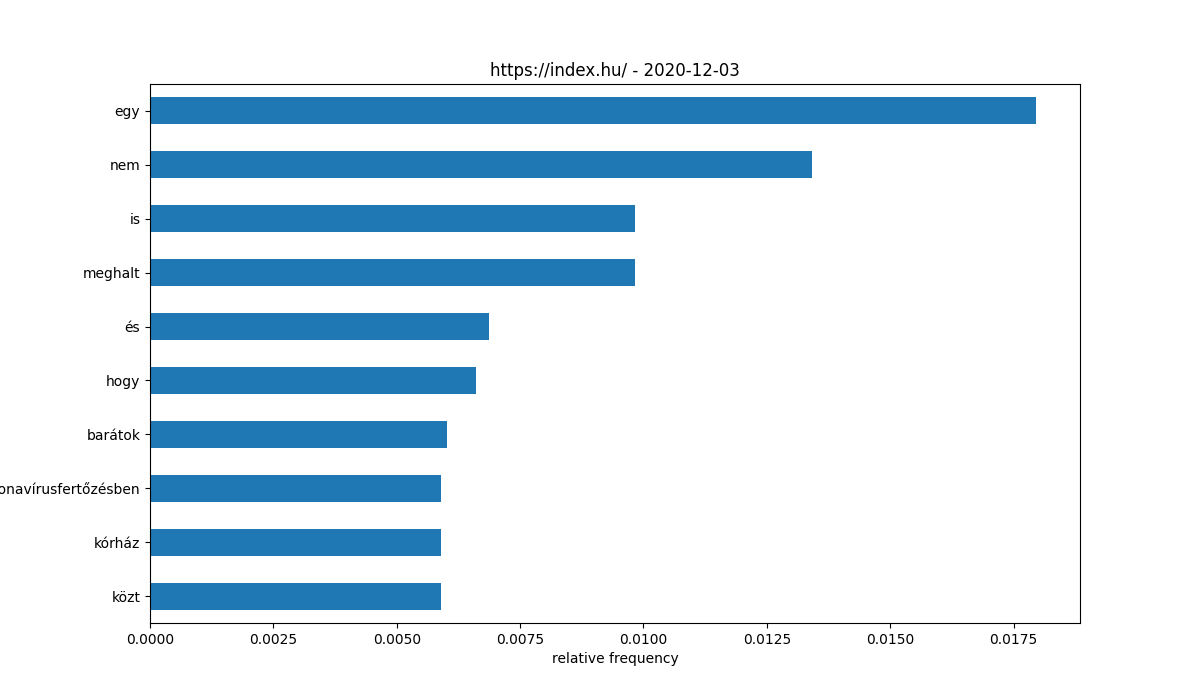 https://index.hu/ - 2020-12-03
egy
nem
is
meghalt
és
hogy
barátok
onavírusfertőzésben
kórház
közt
0.0000 0.0025 0.0050 0.0075 0.0100 0.0125 0.0150 0.0175
relative frequency